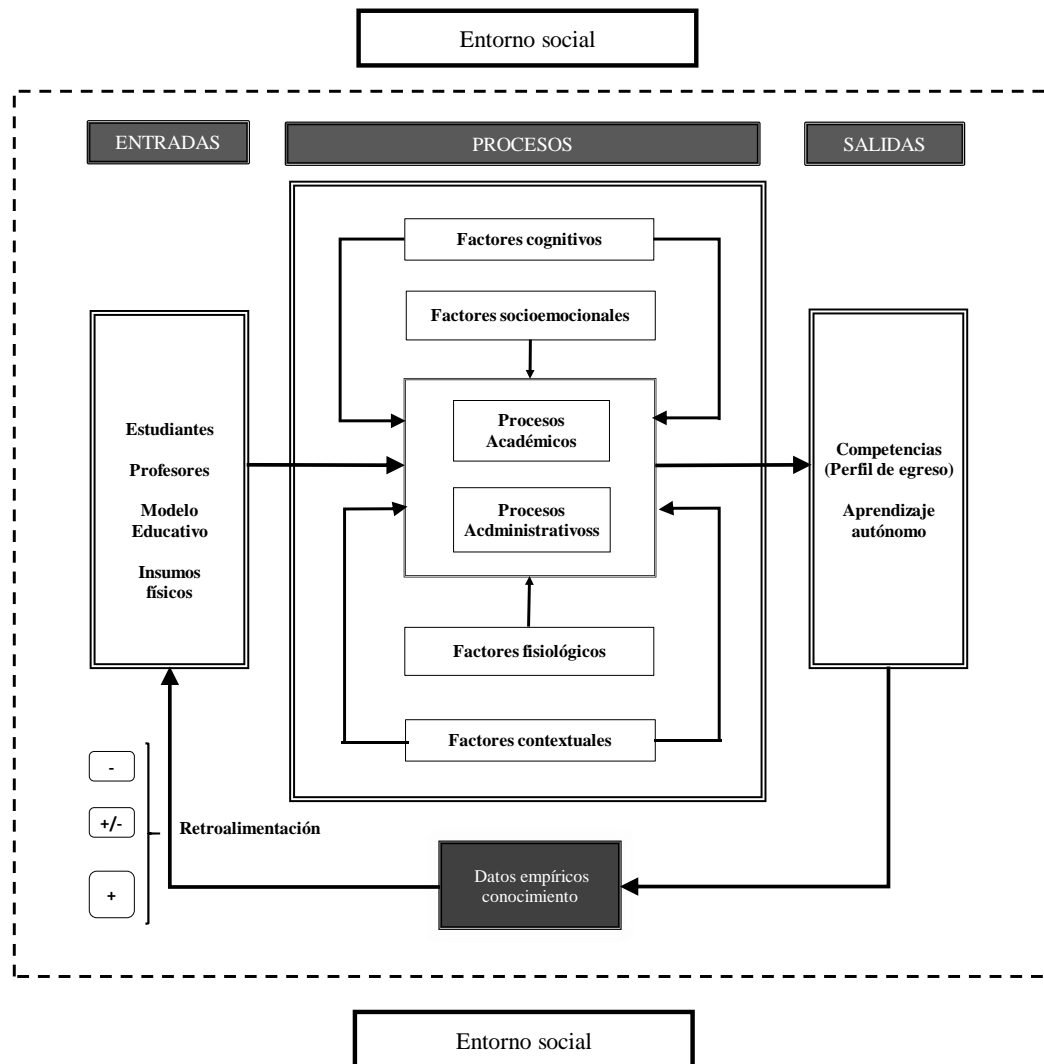 Entorno social
ENTRADAS
PROCESOS
SALIDAS
Factores cognitivos
Factores socioemocionales
Procesos
Académicos
Procesos
Acdministrativoss
Factores fisiológicos
Factores contextuales
Estudiantes
Profesores
Modelo
Educativo
Insumos
físicos
Competencias
(Perfil de egreso)
Aprendizaje
autónomo
-
+/-
+
Retroalimentación
Datos empíricos
conocimiento
Entorno social